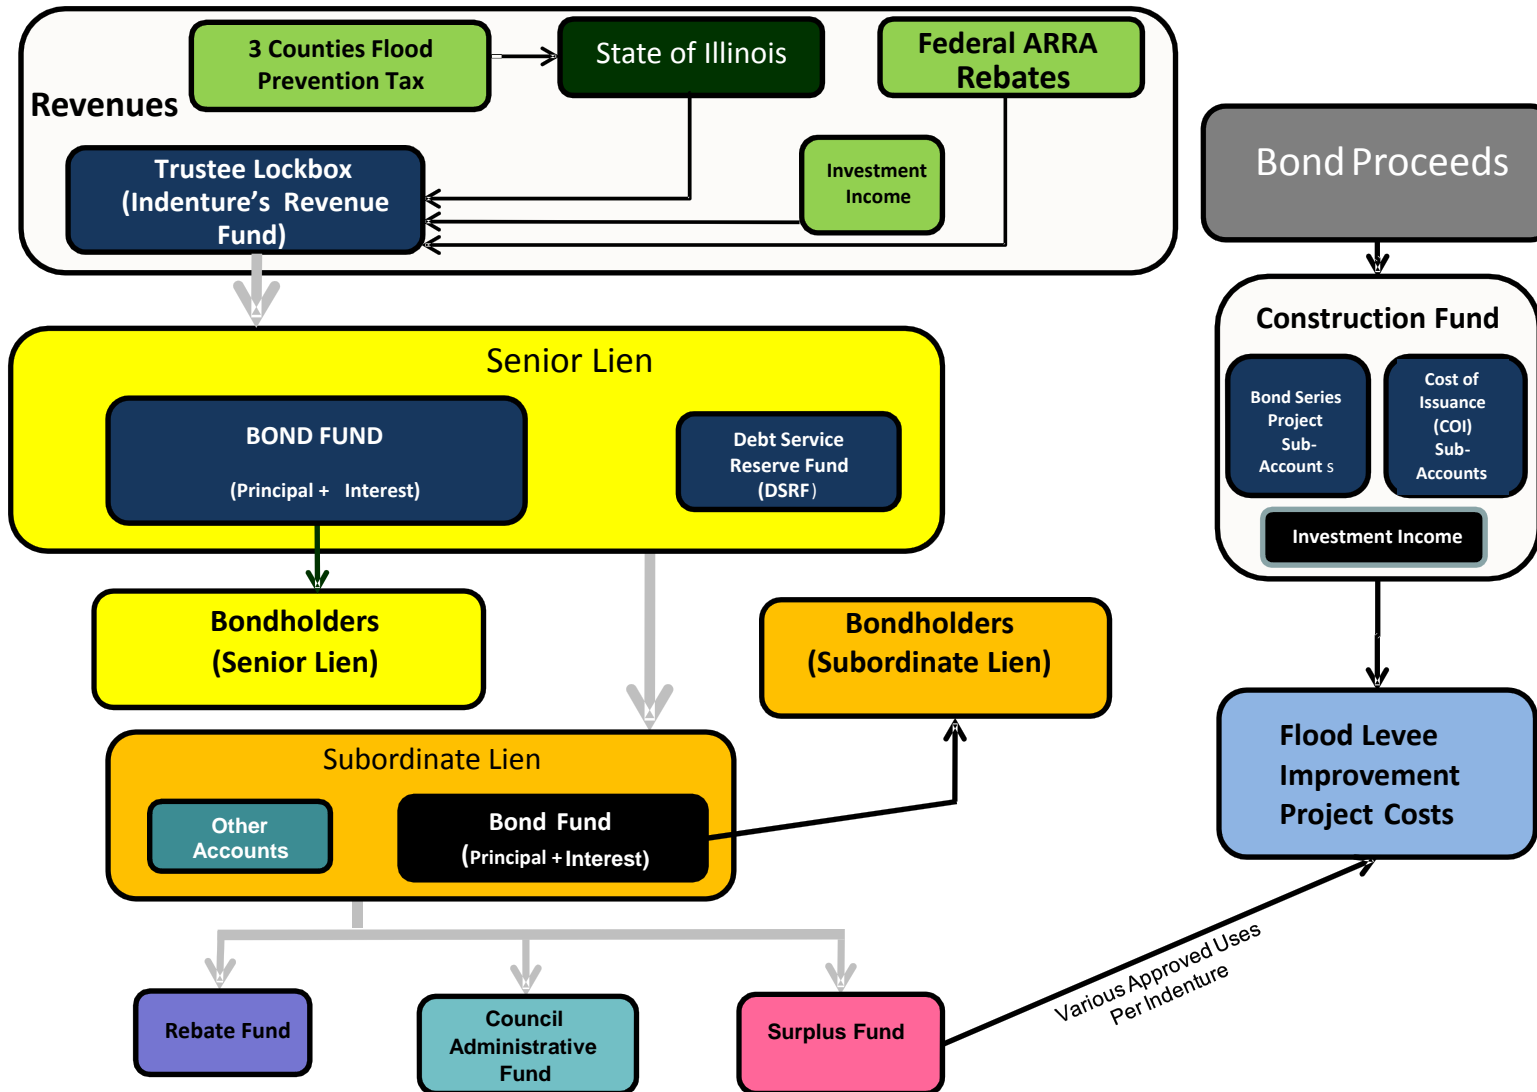 3 Counties Flood
Prevention Tax
State of Illinois
Federal ARRA
Rebates
Revenues
Trustee Lockbox
(Indenture’s Revenue
Fund)
Investment
Income
Bond Proceeds
Construction Fund
Bond Series
Project
Sub-
Account s
Cost of
Issuance
(COI)
Sub-
Accounts
Investment Income
Senior Lien
BOND FUND
(Principal + Interest)
Debt Service
Reserve Fund
(DSRF)
Bondholders
(Senior Lien)
Bondholders
(Subordinate Lien)
Subordinate Lien
Other
Accounts
Bond Fund
(Principal + Interest)
Flood Levee
Improvement
Project Costs
Various Approved Uses
Per Indenture
Rebate Fund
Council
Administrative
Fund
Surplus Fund